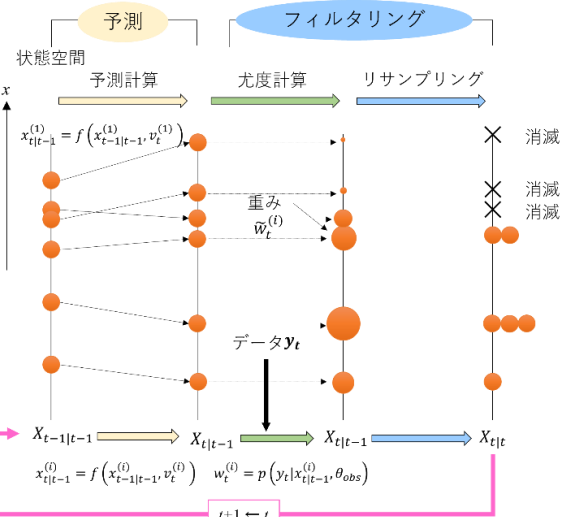 予測
フィルタリング
状態空間
予測計算
尤度計算
リサンプリング
x
x_{t|t-1}^{(1)} = f(x_{t-1|t-1}^{(1)}, v_t^{(1)})
消滅
消滅
消滅
重み
\tilde{w}_t^{(i)}
データy_t
X_{t-1|t-1}
X_{t|t-1}
X_{t|t-1}
X_{t|t}
x_{t|t-1}^{(i)} = f(x_{t-1|t-1}^{(i)}, v_t^{(i)})
w_t^{(i)} = p(y_t|x_{t|t-1}^{(i)}, θ_{obs})
t+1 ← t